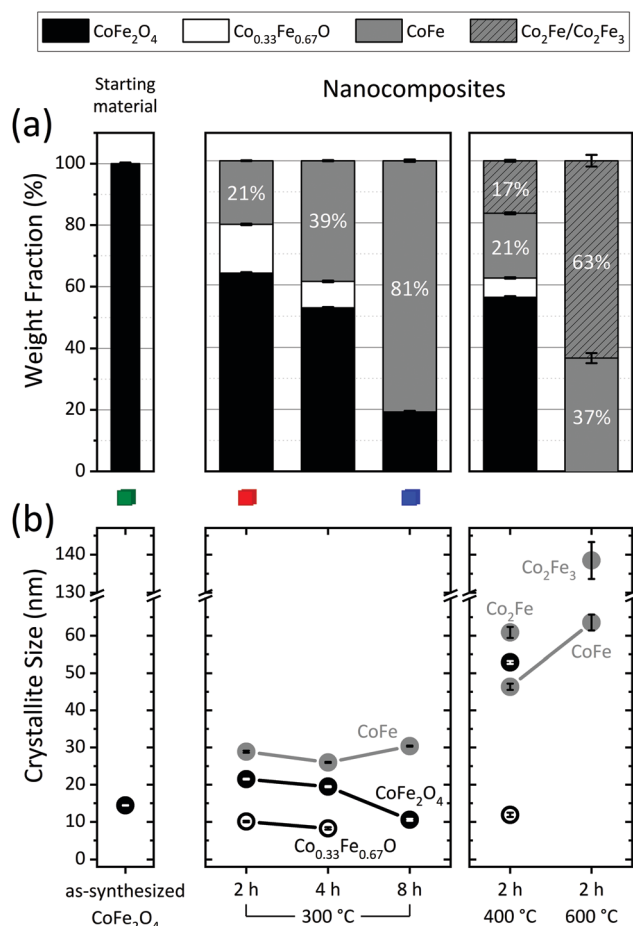 CoFe₂O₄ Co₀.₃₃Fe₀.₆₇O CoFe Co₂Fe/Co₂Fe₃
Starting
material
Nanocomposites
(a)
Weight Fraction (%)
100
80
60
40
20
0
21%
39%
81%
17%
21%
63%
37%
(b)
Crystallite Size (nm)
140
130
60
50
40
30
20
10
0
CoFe
CoFe₂O₄
Co₀.₃₃Fe₀.₆₇O
Co₂Fe₃
Co₂Fe
CoFe
as-synthesized
CoFe₂O₄
2 h 4 h 8 h
300 °C
2 h 2 h
400 °C 600 °C